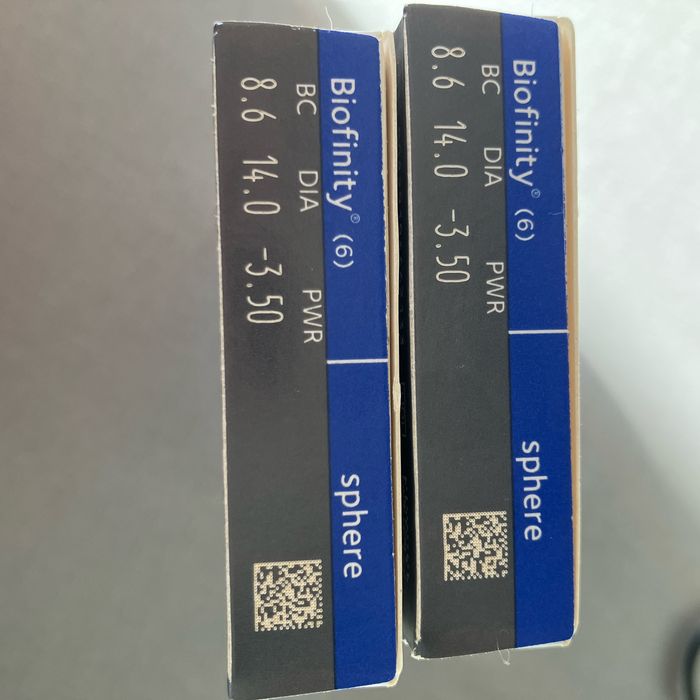 Biofinity® (6) sphere
BC DIA PWR
8.6 14.0 -3.50
Biofinity® (6) sphere
BC DIA PWR
8.6 14.0 -3.50